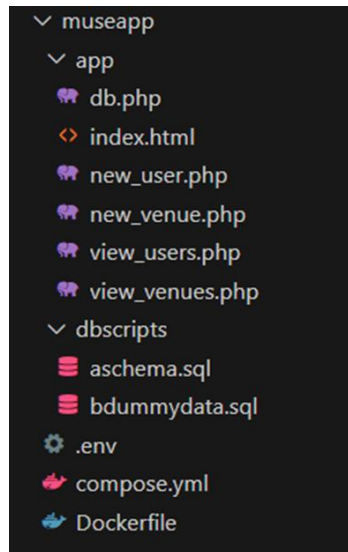 museapp
app
db.php
index.html
new_user.php
new_venue.php
view_users.php
view_venues.php
dbscripts
aschema.sql
bdummydata.sql
.env
compose.yml
Dockerfile